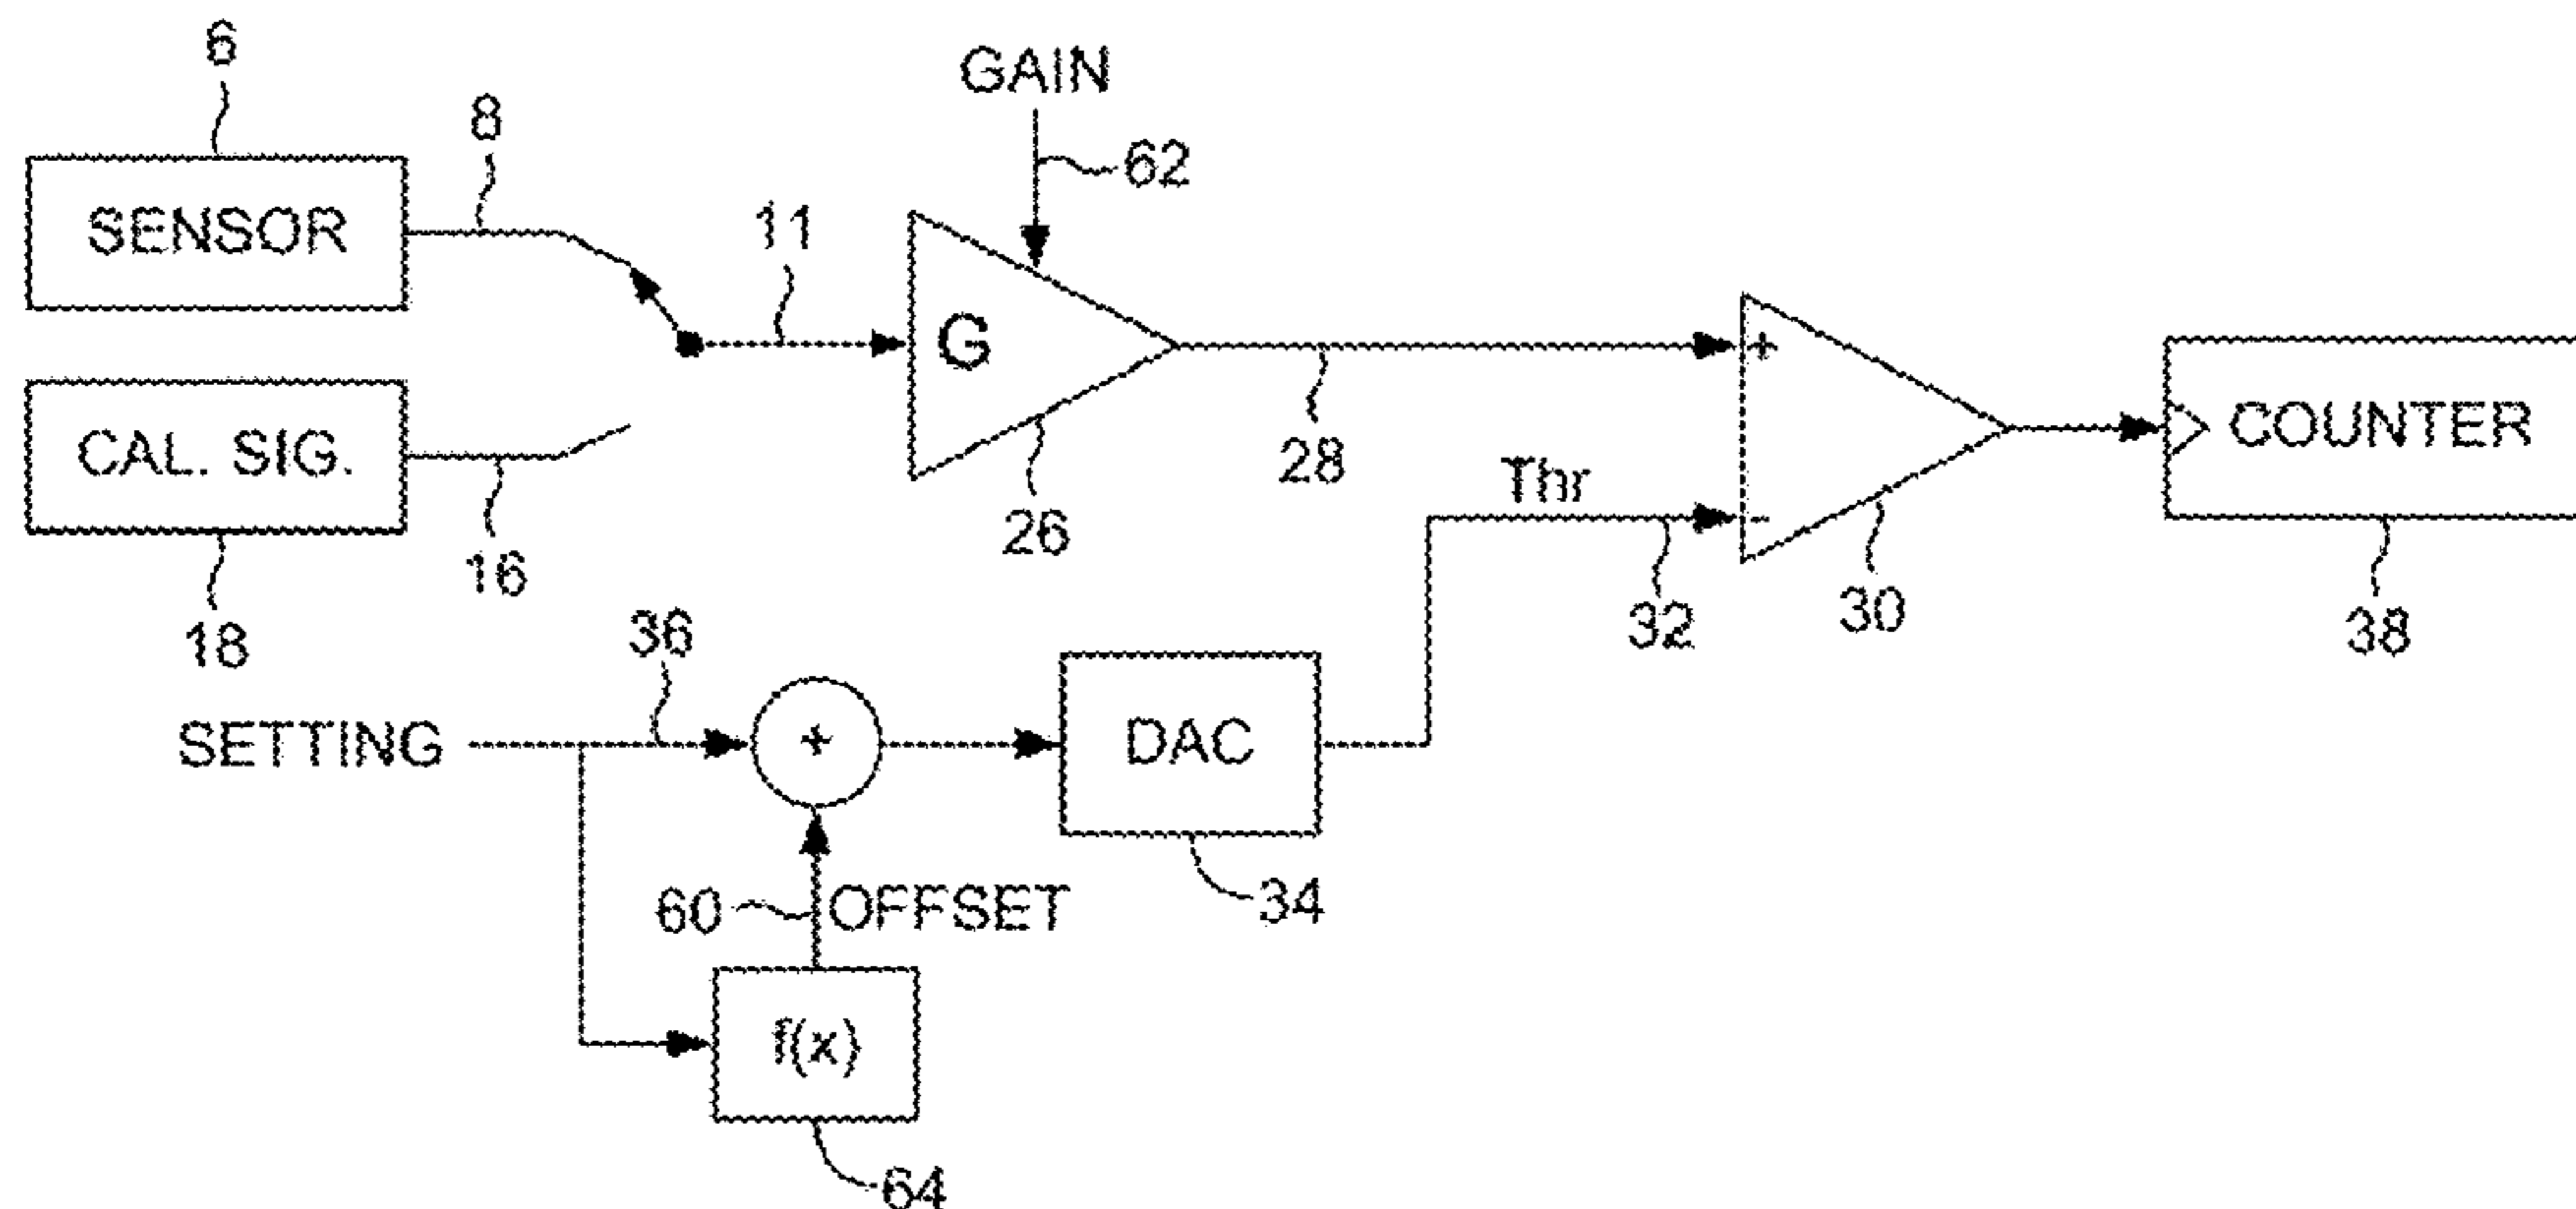 6
8
GAIN
62
SENSOR
11
G
+
COUNTER
CAL. SIG.
28
Thr
26
-
16
32
30
38
18
36
SETTING
+
DAC
60
OFFSET
34
f(x)
64